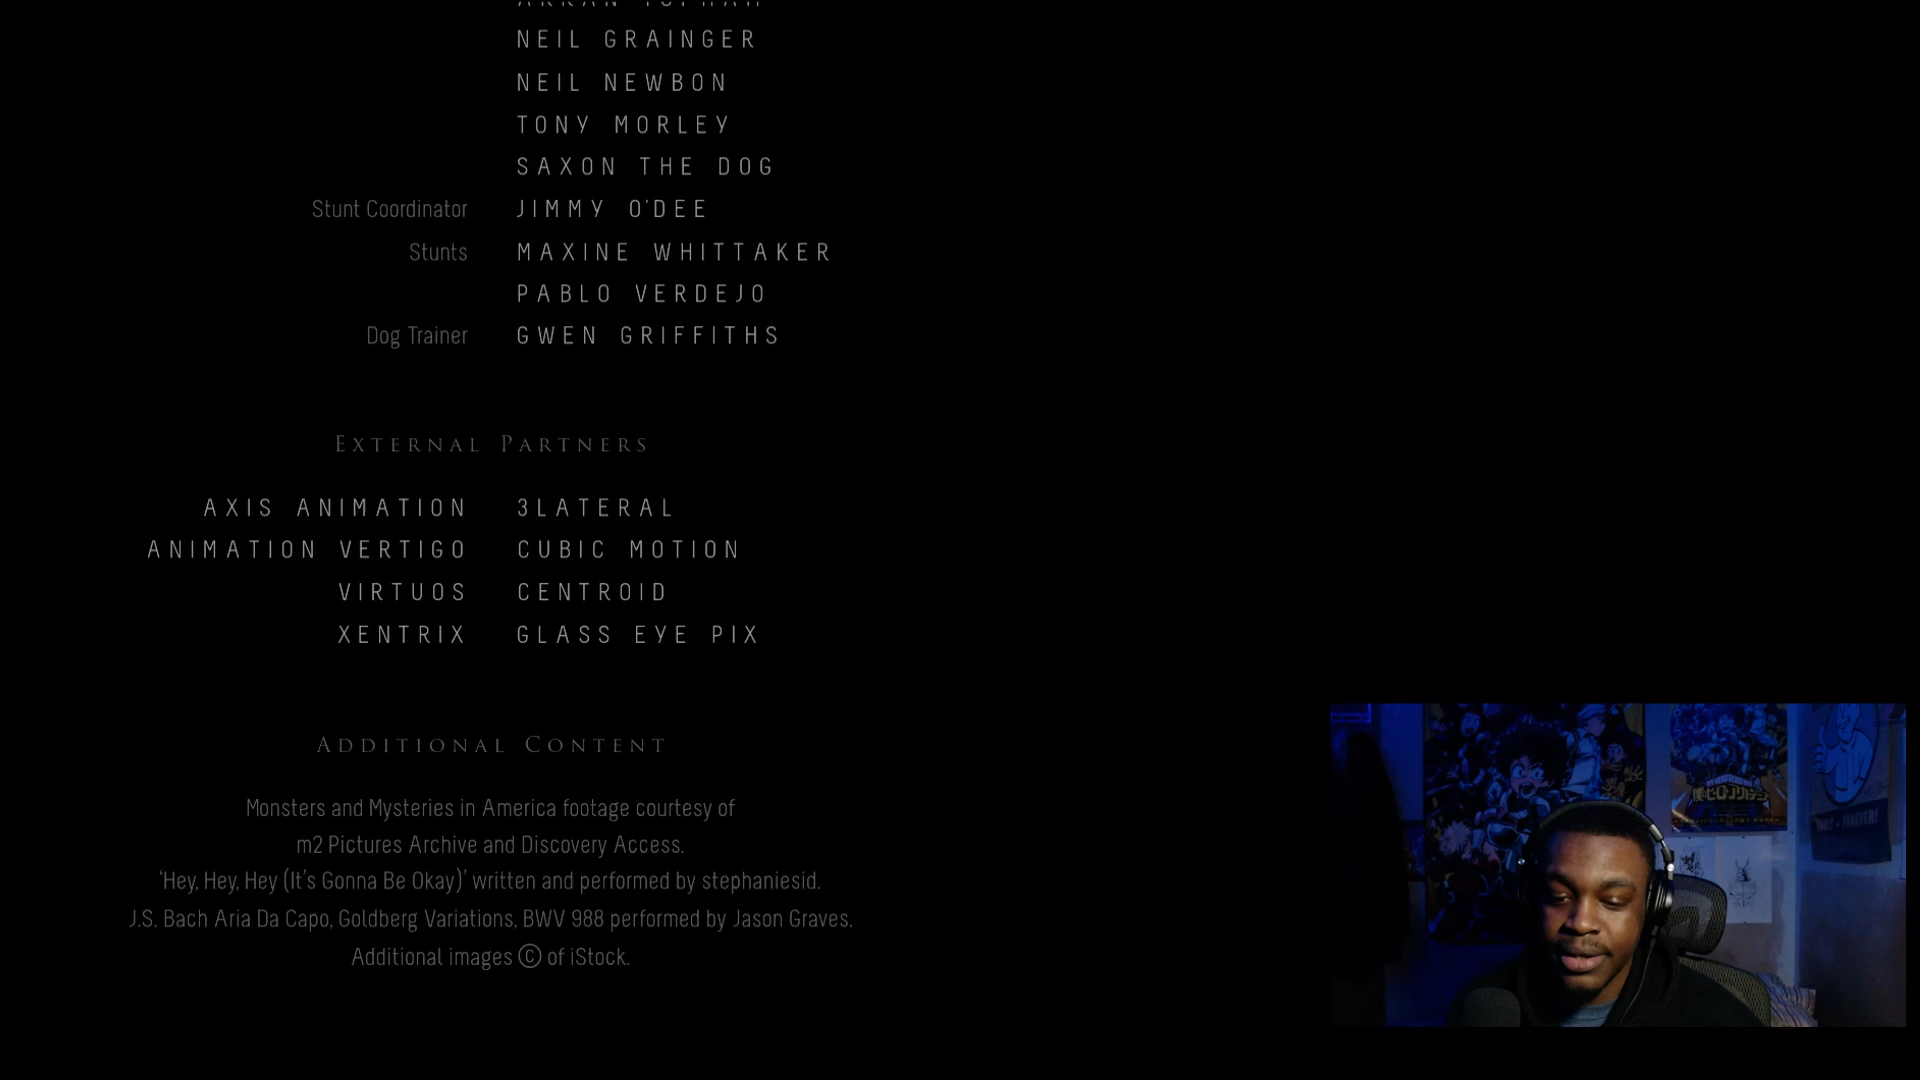 NEIL GRAINGER
NEIL NEWBON
TONY MORLEY
SAXON THE DOG
Stunt Coordinator JIMMY O'DEE
Stunts MAXINE WHITTAKER
PABLO VERDEJO
Dog Trainer GWEN GRIFFITHS
EXTERNAL PARTNERS
AXIS ANIMATION 3LATERAL
ANIMATION VERTIGO CUBIC MOTION
VIRTUOS CENTROID
XENTRIX GLASS EYE PIX
ADDITIONAL CONTENT
Monsters and Mysteries in America footage courtesy of
m2 Pictures Archive and Discovery Access.
'Hey, Hey, Hey (It's Gonna Be Okay)' written and performed by stephaniesid.
J.S. Bach Aria Da Capo, Goldberg Variations, BWV 988 performed by Jason Graves.
Additional images © of iStock.